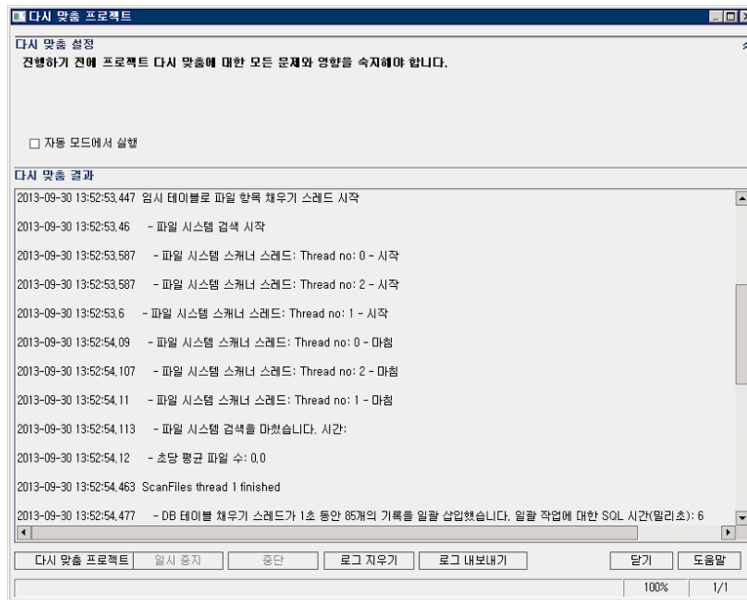 다시 맞춤 프로젝트
다시 맞춤 설정
진행하기 전에 프로젝트 다시 맞춤에 대한 모든 문제와 영향을 숙지해야 합니다.
자동 모드에서 실행
다시 맞춤 결과
2013-09-30 13:52:53,447 임시 테이블로 파일 항목 채우기 스레드 시작
2013-09-30 13:52:53,46 - 파일 시스템 검색 시작
2013-09-30 13:52:53,587 - 파일 시스템 스캐너 스레드: Thread no: 0 - 시작
2013-09-30 13:52:53,587 - 파일 시스템 스캐너 스레드: Thread no: 2 - 시작
2013-09-30 13:52:53,6 - 파일 시스템 스캐너 스레드: Thread no: 1 - 시작
2013-09-30 13:52:54,09 - 파일 시스템 스캐너 스레드: Thread no: 0 - 마침
2013-09-30 13:52:54,107 - 파일 시스템 스캐너 스레드: Thread no: 2 - 마침
2013-09-30 13:52:54,11 - 파일 시스템 스캐너 스레드: Thread no: 1 - 마침
2013-09-30 13:52:54,113 - 파일 시스템 검색을 마쳤습니다. 시간:
2013-09-30 13:52:54,12 - 초당 평균 파일 수: 0,0
2013-09-30 13:52:54,463 ScanFiles thread 1 finished
2013-09-30 13:52:54,477 - DB 테이블 채우기 스레드가 1초 동안 85개의 기록을 일괄 삽입했습니다. 일괄 작업에 대한 SQL 시간(밀리초): 6
다시 맞춤 프로젝트 일시 중지 중단 로그 지우기 로그 내보내기 닫기 도움말
100% 1/1